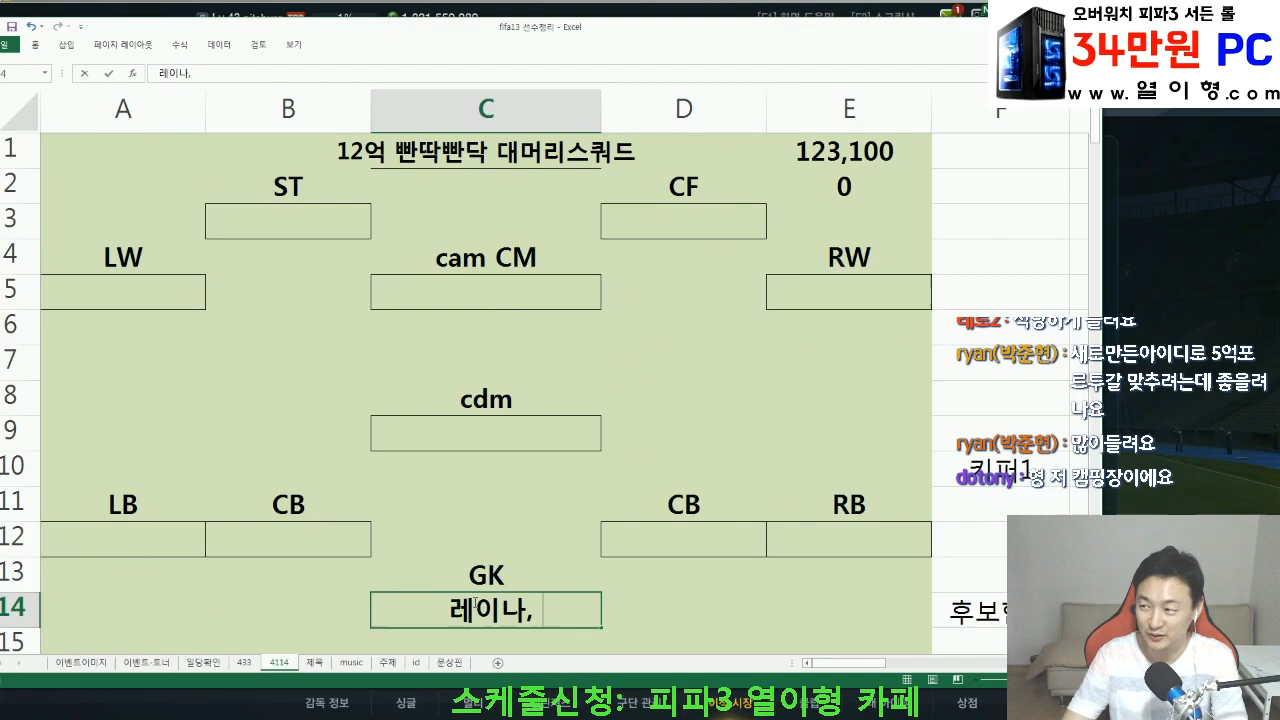 fifa13 선수정리 - Excel
홈 삽입 페이지 레이아웃 수식 데이터 검토 보기
레이나,
오버워치 피파3 서든 롤
34만원 PC
www.열이형.com
A B C D E F
1 12억 빤딱빤닥 대머리스쿼드 123,100
2 ST CF 0
3
4 LW cam CM RW
5
6
7
8 cdm
9
10 키퍼1
11 LB CB CB RB
12
13 GK
14 레이나,
15
ryan(박준현) : 새로만든아이디로 5억포
르투갈 맞추려는데 좋을려
나요
ryan(박준현) : 많이들려요
dotony : 형 저 캠핑장이에요
이벤트이미지 이벤트-토너 일당확인 433 4114 제목 music 주제 id 문상핀
스케줄신청: 피파3 열이형 카페
감독 정보 싱글 상점